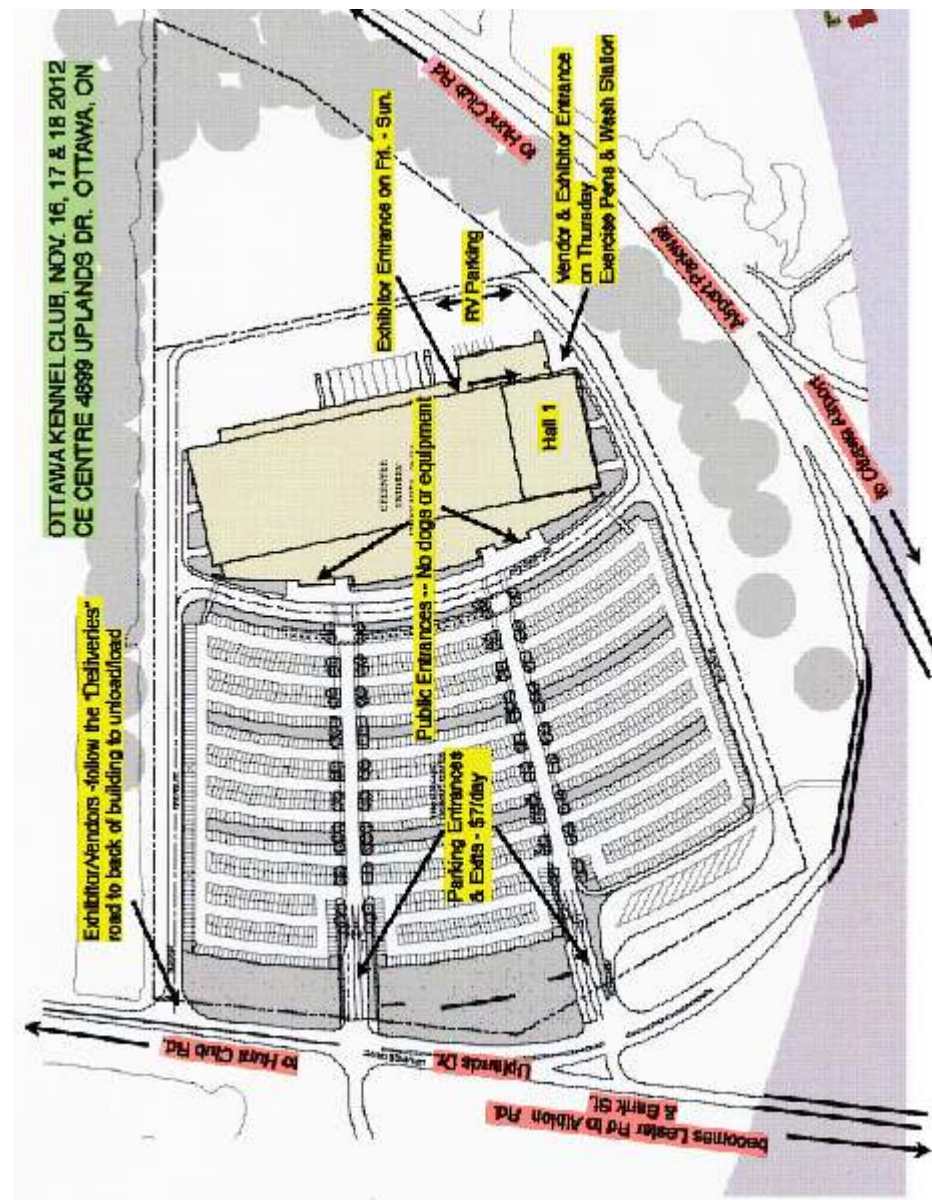 OTTAWA KENNEL CLUB, NOV. 16, 17 & 18 2012
CE CENTRE 4899 UPLANDS DR. OTTAWA, ON
to Hunt Club Rd.
Vendor & Exhibitor Entrance
on Thursday
Exercise Pens & Wash Station
Exhibitor Entrance on Fri. - Sun.
RV Parking
Airport Parkway
to Ottawa Airport
Hall 1
Public Entrances -- No dogs or equipment
Exhibitor/Vendors -follow the "Deliveries"
road to back of building to unload/load
Parking Entrances
& Exits - $7/day
to Hunt Club Rd.
Uplands Dr.
becomes Lester Rd to Albion Rd.
& Bank St.